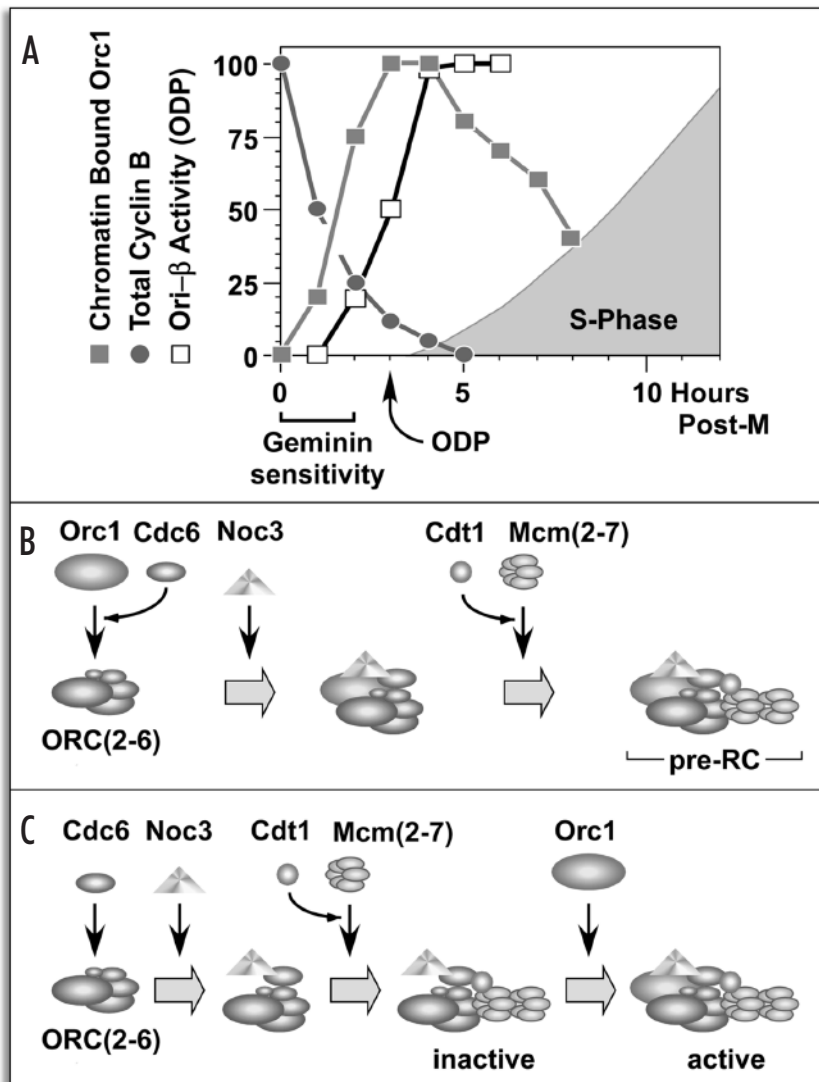 A
Chromatin Bound Orc1
Total Cyclin B
Ori–β Activity (ODP)
100
75
50
25
0
S-Phase
0
5
10 Hours
Post-M
Geminin
sensitivity
ODP
B
Orc1 Cdc6 Noc3 Cdt1 Mcm(2-7)
ORC(2-6)
pre-RC
C
Cdc6 Noc3 Cdt1 Mcm(2-7) Orc1
ORC(2-6)
inactive active